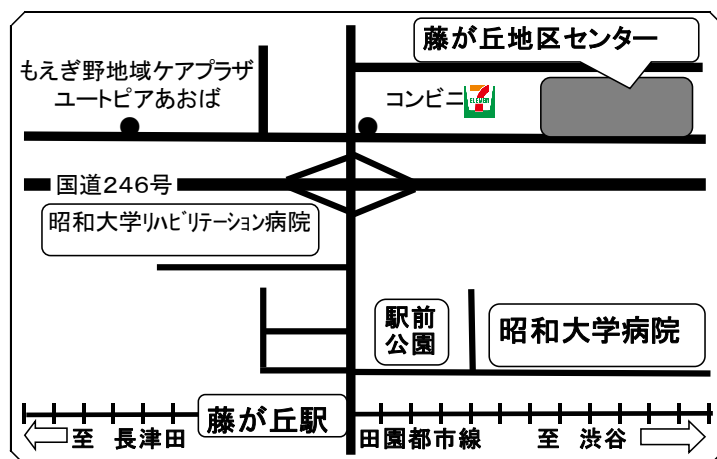 藤が丘地区センター
もえぎ野地域ケアプラザ
ユートピアあおば
コンビニ
ELEVEN
国道246号
昭和大学ﾘﾊﾋﾞﾘﾃｰｼｮﾝ病院
駅前
公園
昭和大学病院
藤が丘駅
至 長津田
田園都市線
至 渋谷